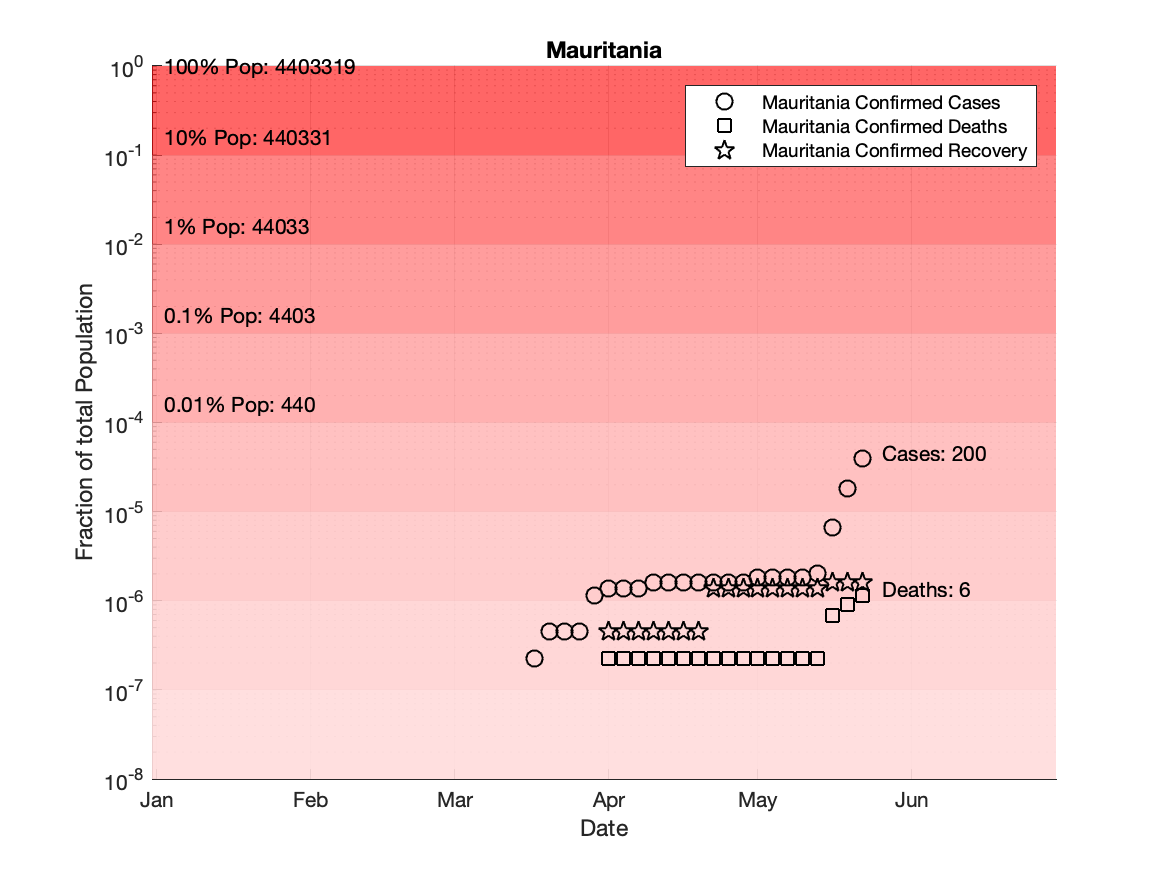 Mauritania
10^0
100% Pop: 4403319
Mauritania Confirmed Cases
Mauritania Confirmed Deaths
Mauritania Confirmed Recovery
10% Pop: 440331
10^-1
1% Pop: 44033
10^-2
0.1% Pop: 4403
10^-3
0.01% Pop: 440
10^-4
Cases: 200
10^-5
Deaths: 6
10^-6
10^-7
10^-8
Fraction of total Population
Jan Feb Mar Apr May Jun
Date